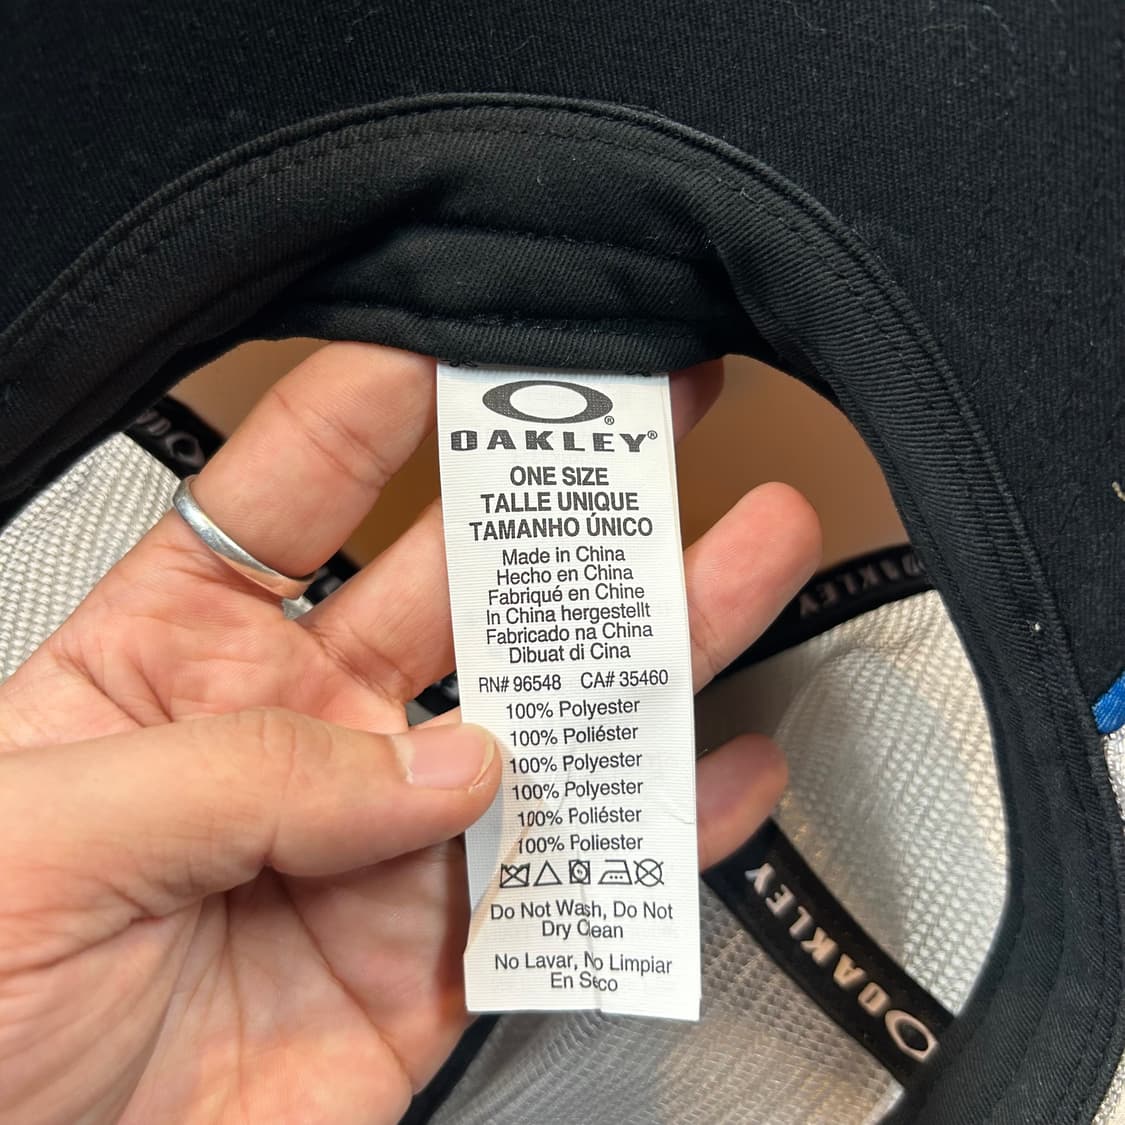 OAKLEY®
ONE SIZE
TALLE UNIQUE
TAMANHO ÚNICO
Made in China
Hecho en China
Fabriqué en Chine
In China hergestellt
Fabricado na China
Dibuat di Cina
RN# 96548 CA# 35460
100% Polyester
100% Poliéster
100% Polyester
100% Polyester
100% Poliéster
100% Poliester
Do Not Wash, Do Not
Dry Clean
No Lavar, No Limpiar
En Seco
OAKLEY
OAKLEY